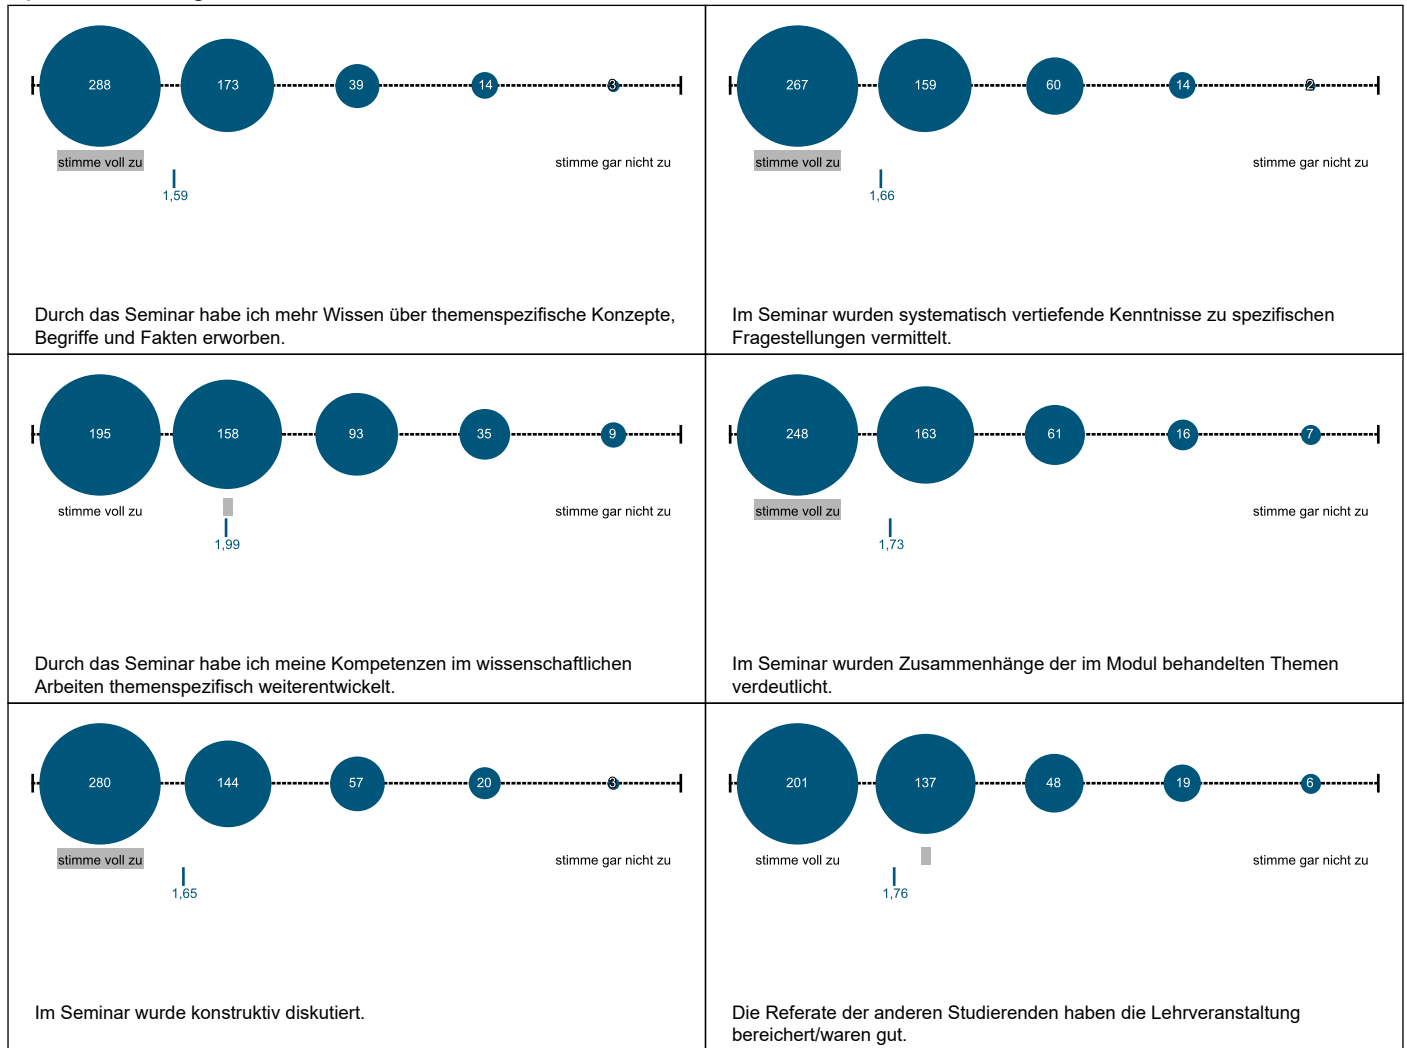 288 173 39 14 3
stimme voll zu stimme gar nicht zu
1,59
Durch das Seminar habe ich mehr Wissen über themenspezifische Konzepte,
Begriffe und Fakten erworben.
267 159 60 14 2
stimme voll zu stimme gar nicht zu
1,66
Im Seminar wurden systematisch vertiefende Kenntnisse zu spezifischen
Fragestellungen vermittelt.
195 158 93 35 9
stimme voll zu stimme gar nicht zu
1,99
Durch das Seminar habe ich meine Kompetenzen im wissenschaftlichen
Arbeiten themenspezifisch weiterentwickelt.
248 163 61 16 7
stimme voll zu stimme gar nicht zu
1,73
Im Seminar wurden Zusammenhänge der im Modul behandelten Themen
verdeutlicht.
280 144 57 20 3
stimme voll zu stimme gar nicht zu
1,65
Im Seminar wurde konstruktiv diskutiert.
201 137 48 19 6
stimme voll zu stimme gar nicht zu
1,76
Die Referate der anderen Studierenden haben die Lehrveranstaltung
bereichert/waren gut.